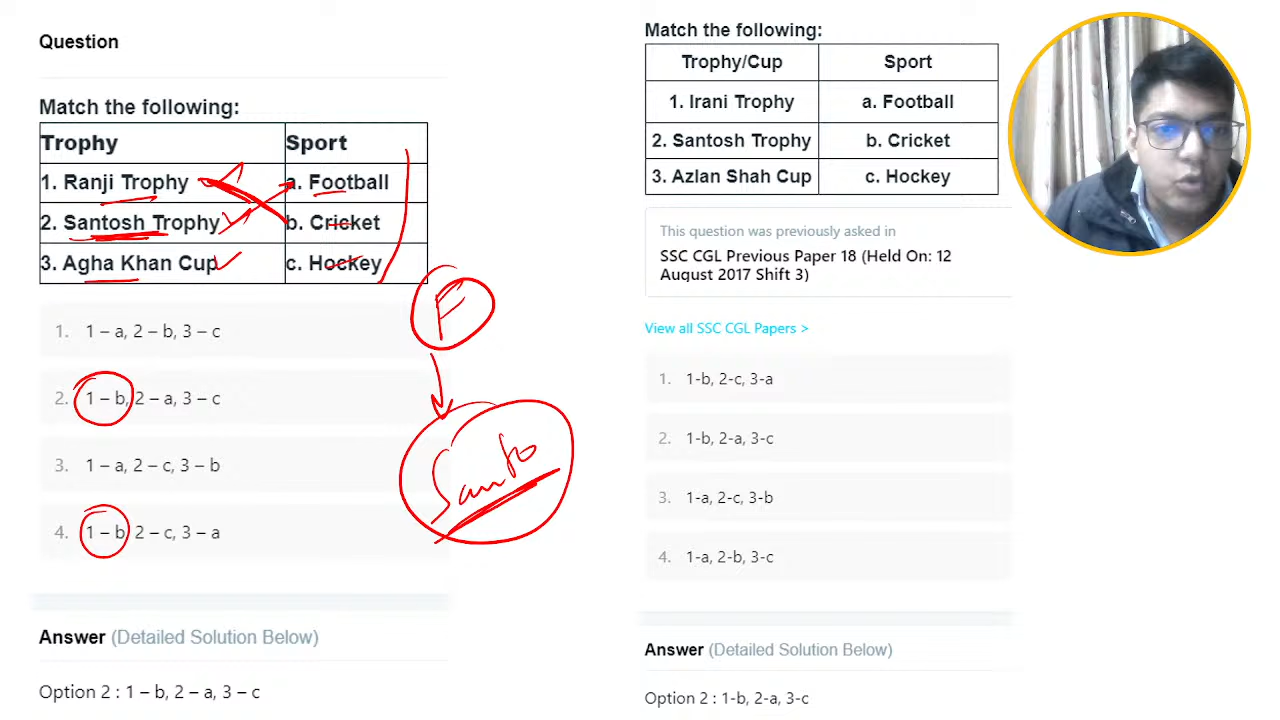 Question
Match the following:
Trophy Sport
1. Ranji Trophy a. Football
2. Santosh Trophy b. Cricket
3. Agha Khan Cup c. Hockey
1. 1 – a, 2 – b, 3 – c
2. 1 – b, 2 – a, 3 – c
3. 1 – a, 2 – c, 3 – b
4. 1 – b, 2 – c, 3 – a
F
Santo
Answer (Detailed Solution Below)
Option 2 : 1 – b, 2 – a, 3 – c
Match the following:
Trophy/Cup Sport
1. Irani Trophy a. Football
2. Santosh Trophy b. Cricket
3. Azlan Shah Cup c. Hockey
This question was previously asked in
SSC CGL Previous Paper 18 (Held On: 12
August 2017 Shift 3)
View all SSC CGL Papers >
1. 1-b, 2-c, 3-a
2. 1-b, 2-a, 3-c
3. 1-a, 2-c, 3-b
4. 1-a, 2-b, 3-c
Answer (Detailed Solution Below)
Option 2 : 1-b, 2-a, 3-c